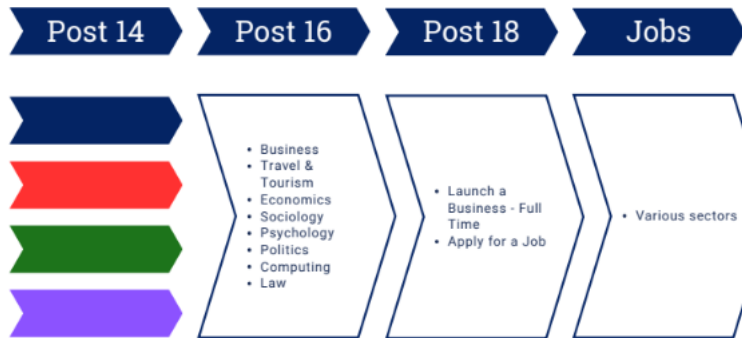 Post 14
Post 16
Post 18
Jobs
• Business
• Travel &
Tourism
• Economics
• Sociology
• Psychology
• Politics
• Computing
• Law
• Launch a
Business - Full
Time
• Apply for a Job
• Various sectors